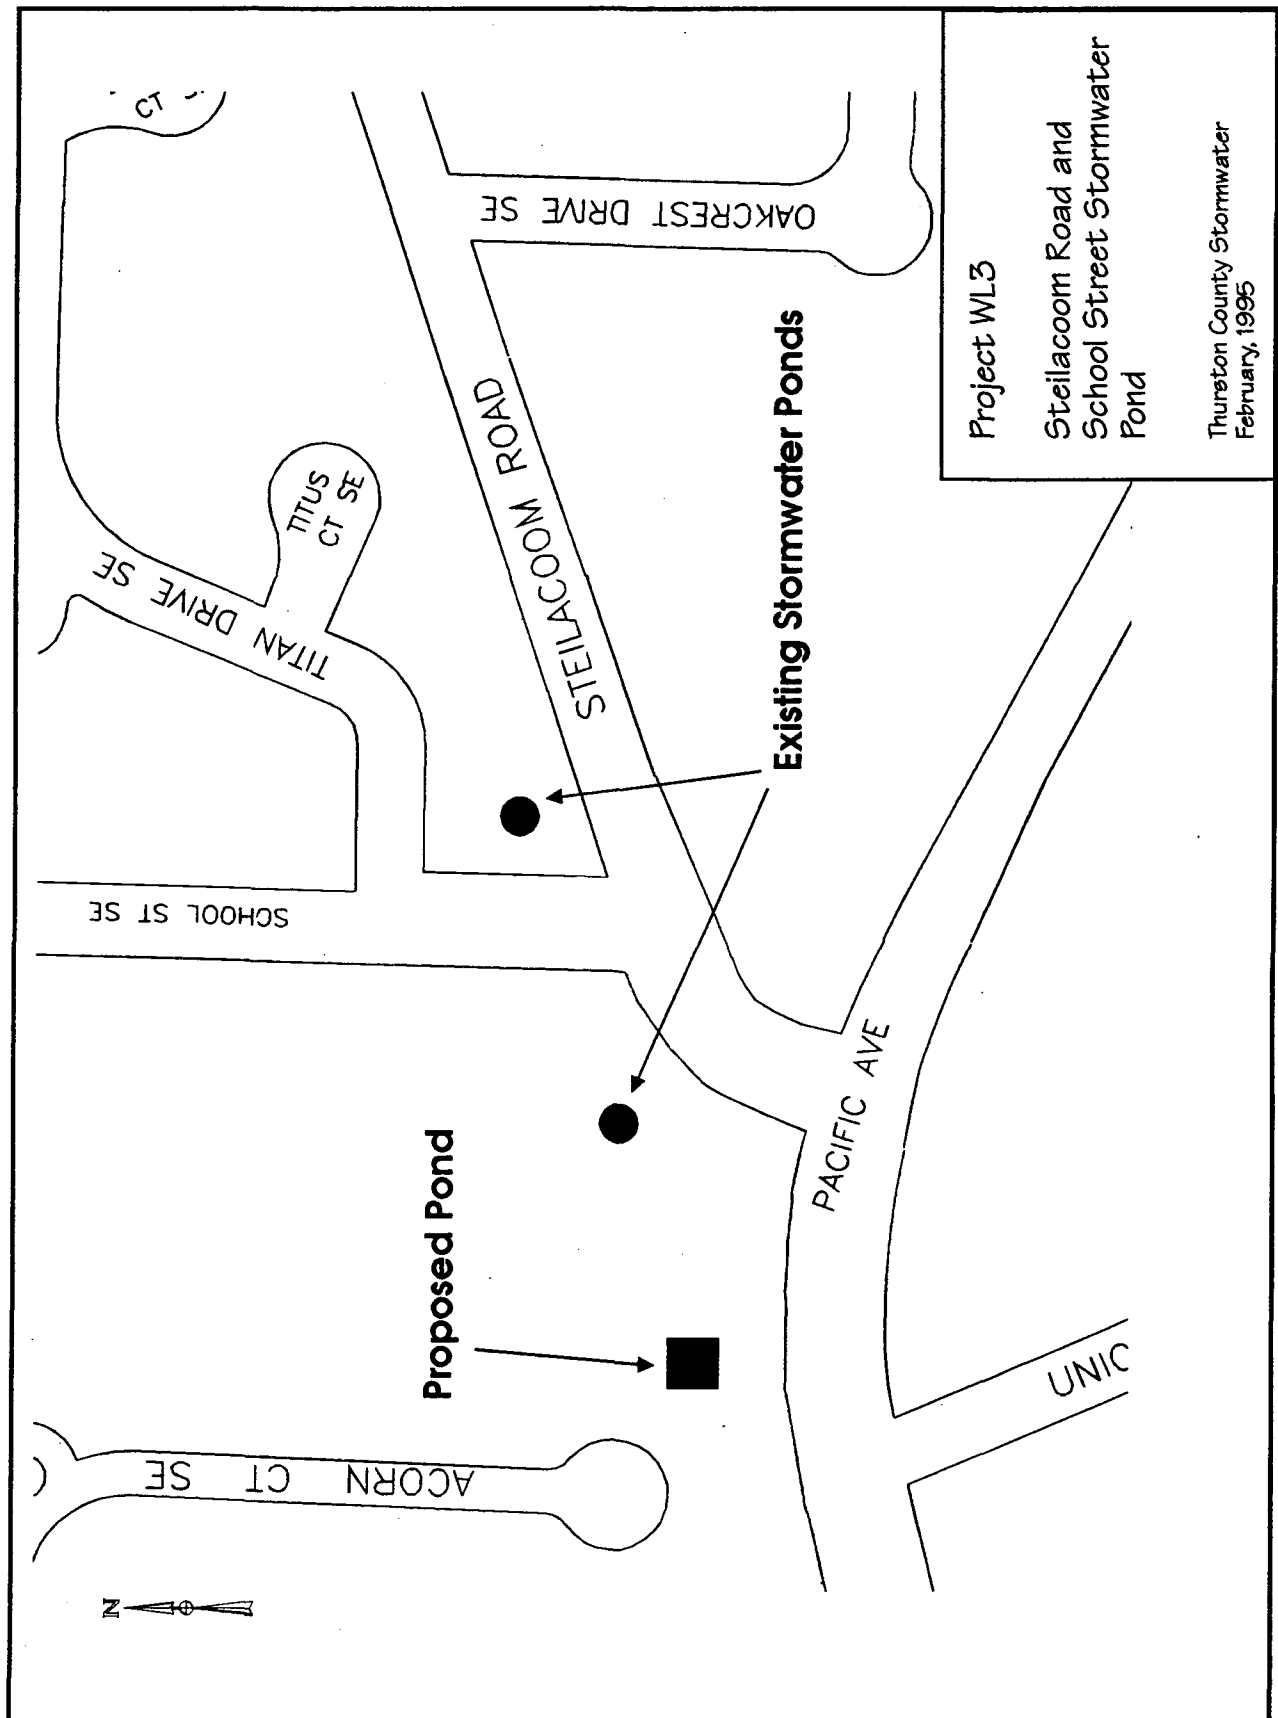 CT
TITAN DRIVE SE
TITUS
CT SE
OAKCREST DRIVE SE
STEILACOOM ROAD
SCHOOL ST SE
Existing Stormwater Ponds
Proposed Pond
PACIFIC AVE
ACORN CT SE
N
Project WL3
Steilacoom Road and
School Street Stormwater
Pond
Thurston County Stormwater
February, 1995